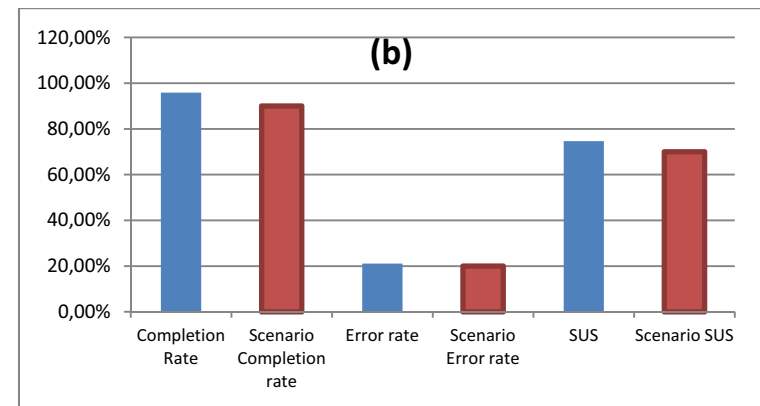 (b)
120,00%
100,00%
80,00%
60,00%
40,00%
20,00%
0,00%
Completion Rate
Scenario Completion rate
Error rate
Scenario Error rate
SUS
Scenario SUS